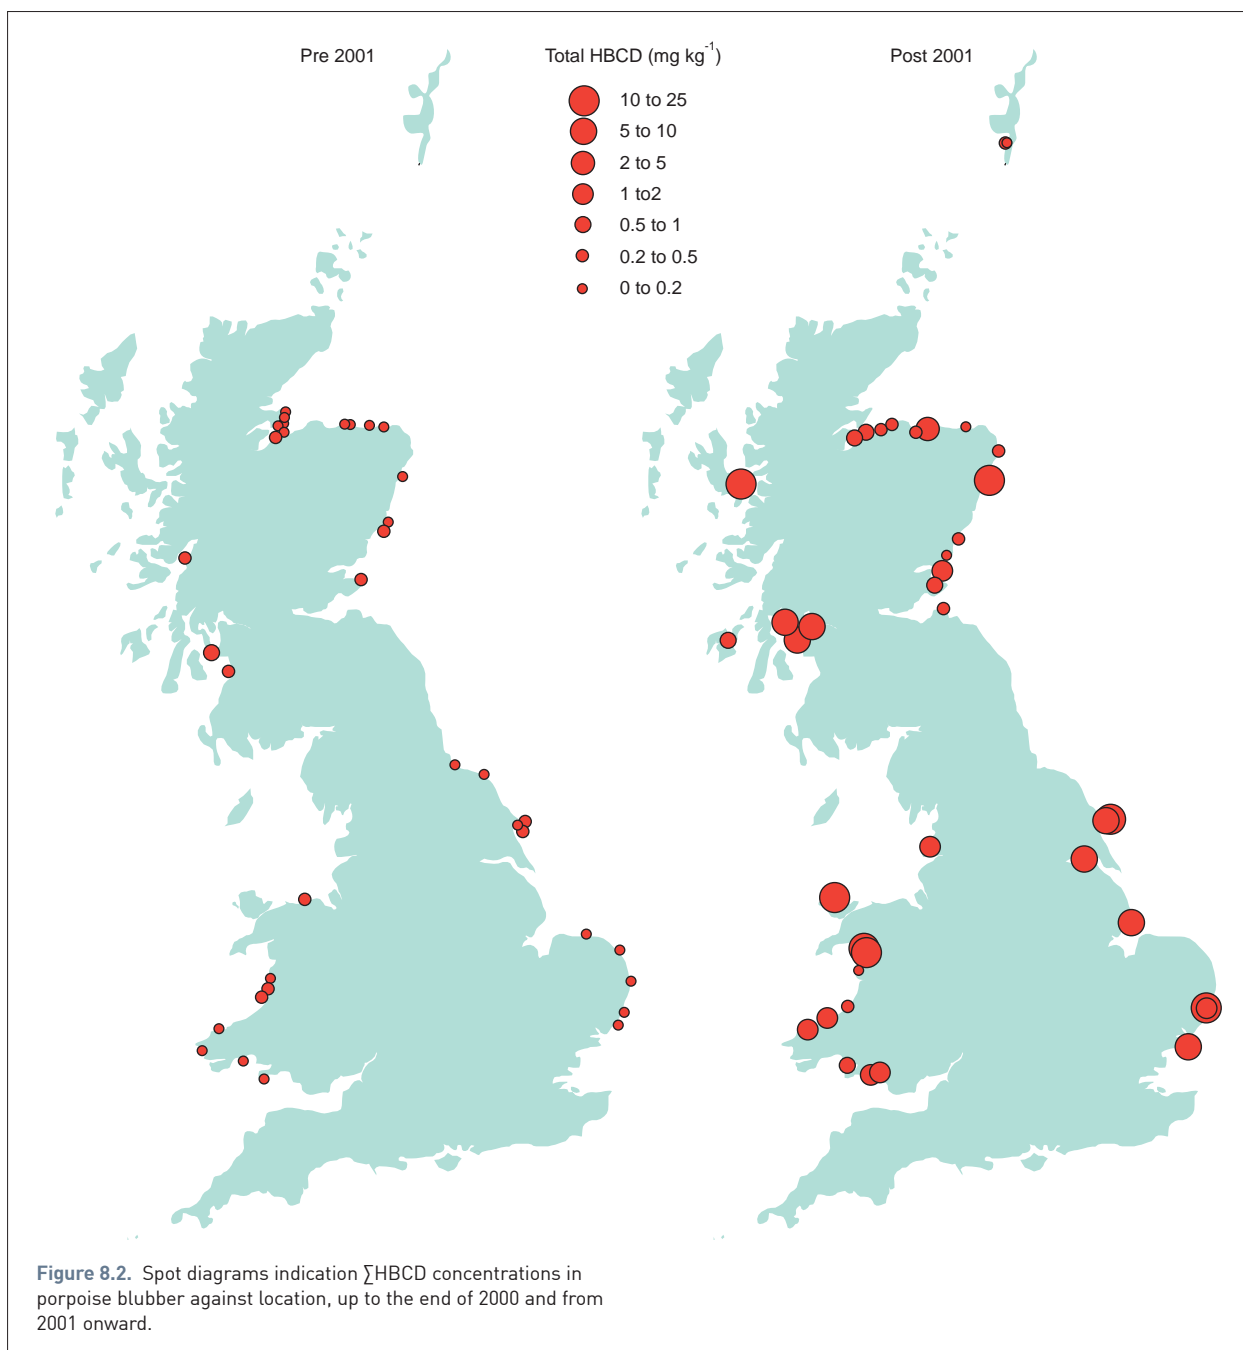 Pre 2001
Total HBCD (mg kg⁻¹)
Post 2001
10 to 25
5 to 10
2 to 5
1 to2
0.5 to 1
0.2 to 0.5
0 to 0.2
Figure 8.2. Spot diagrams indication ∑HBCD concentrations in
porpoise blubber against location, up to the end of 2000 and from
2001 onward.